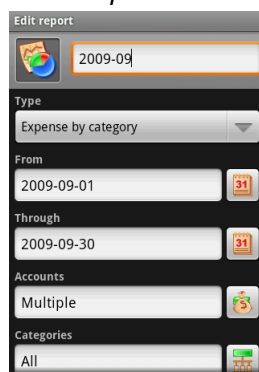 Edit report
2009-09
Type
Expense by category
From
2009-09-01
31
Through
2009-09-30
31
Accounts
Multiple
Categories
All